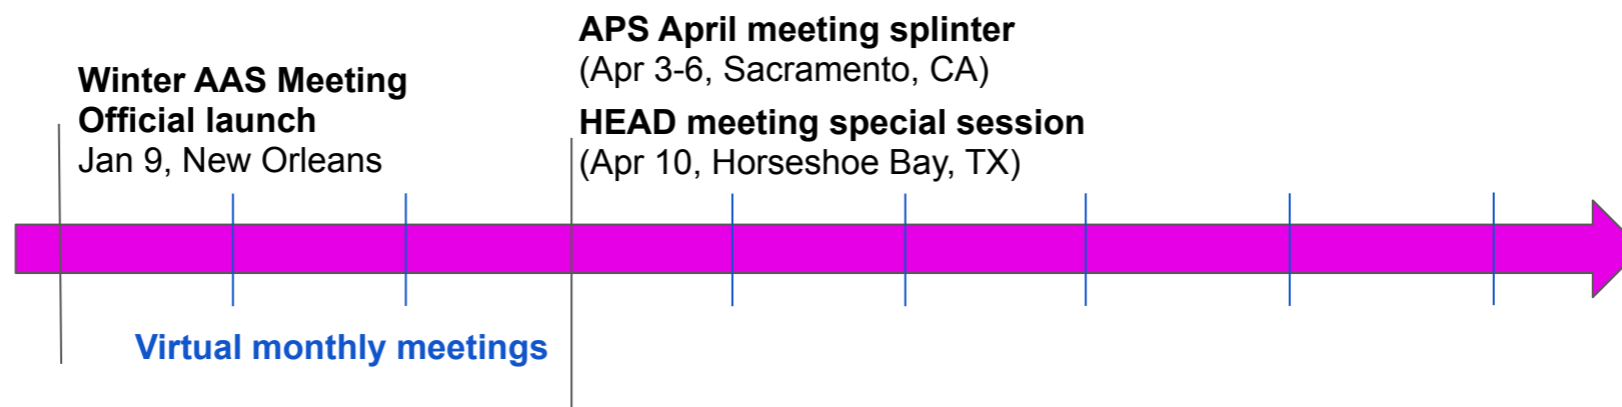 Winter AAS Meeting
Official launch
Jan 9, New Orleans
APS April meeting splinter
(Apr 3-6, Sacramento, CA)
HEAD meeting special session
(Apr 10, Horseshoe Bay, TX)
Virtual monthly meetings